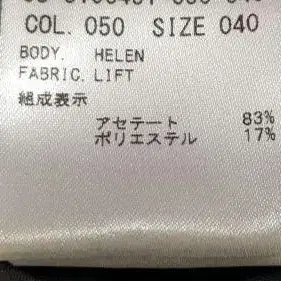 COL. 050 SIZE 040
BODY. HELEN
FABRIC. LIFT
組成表示
アセテート 83%
ポリエステル 17%